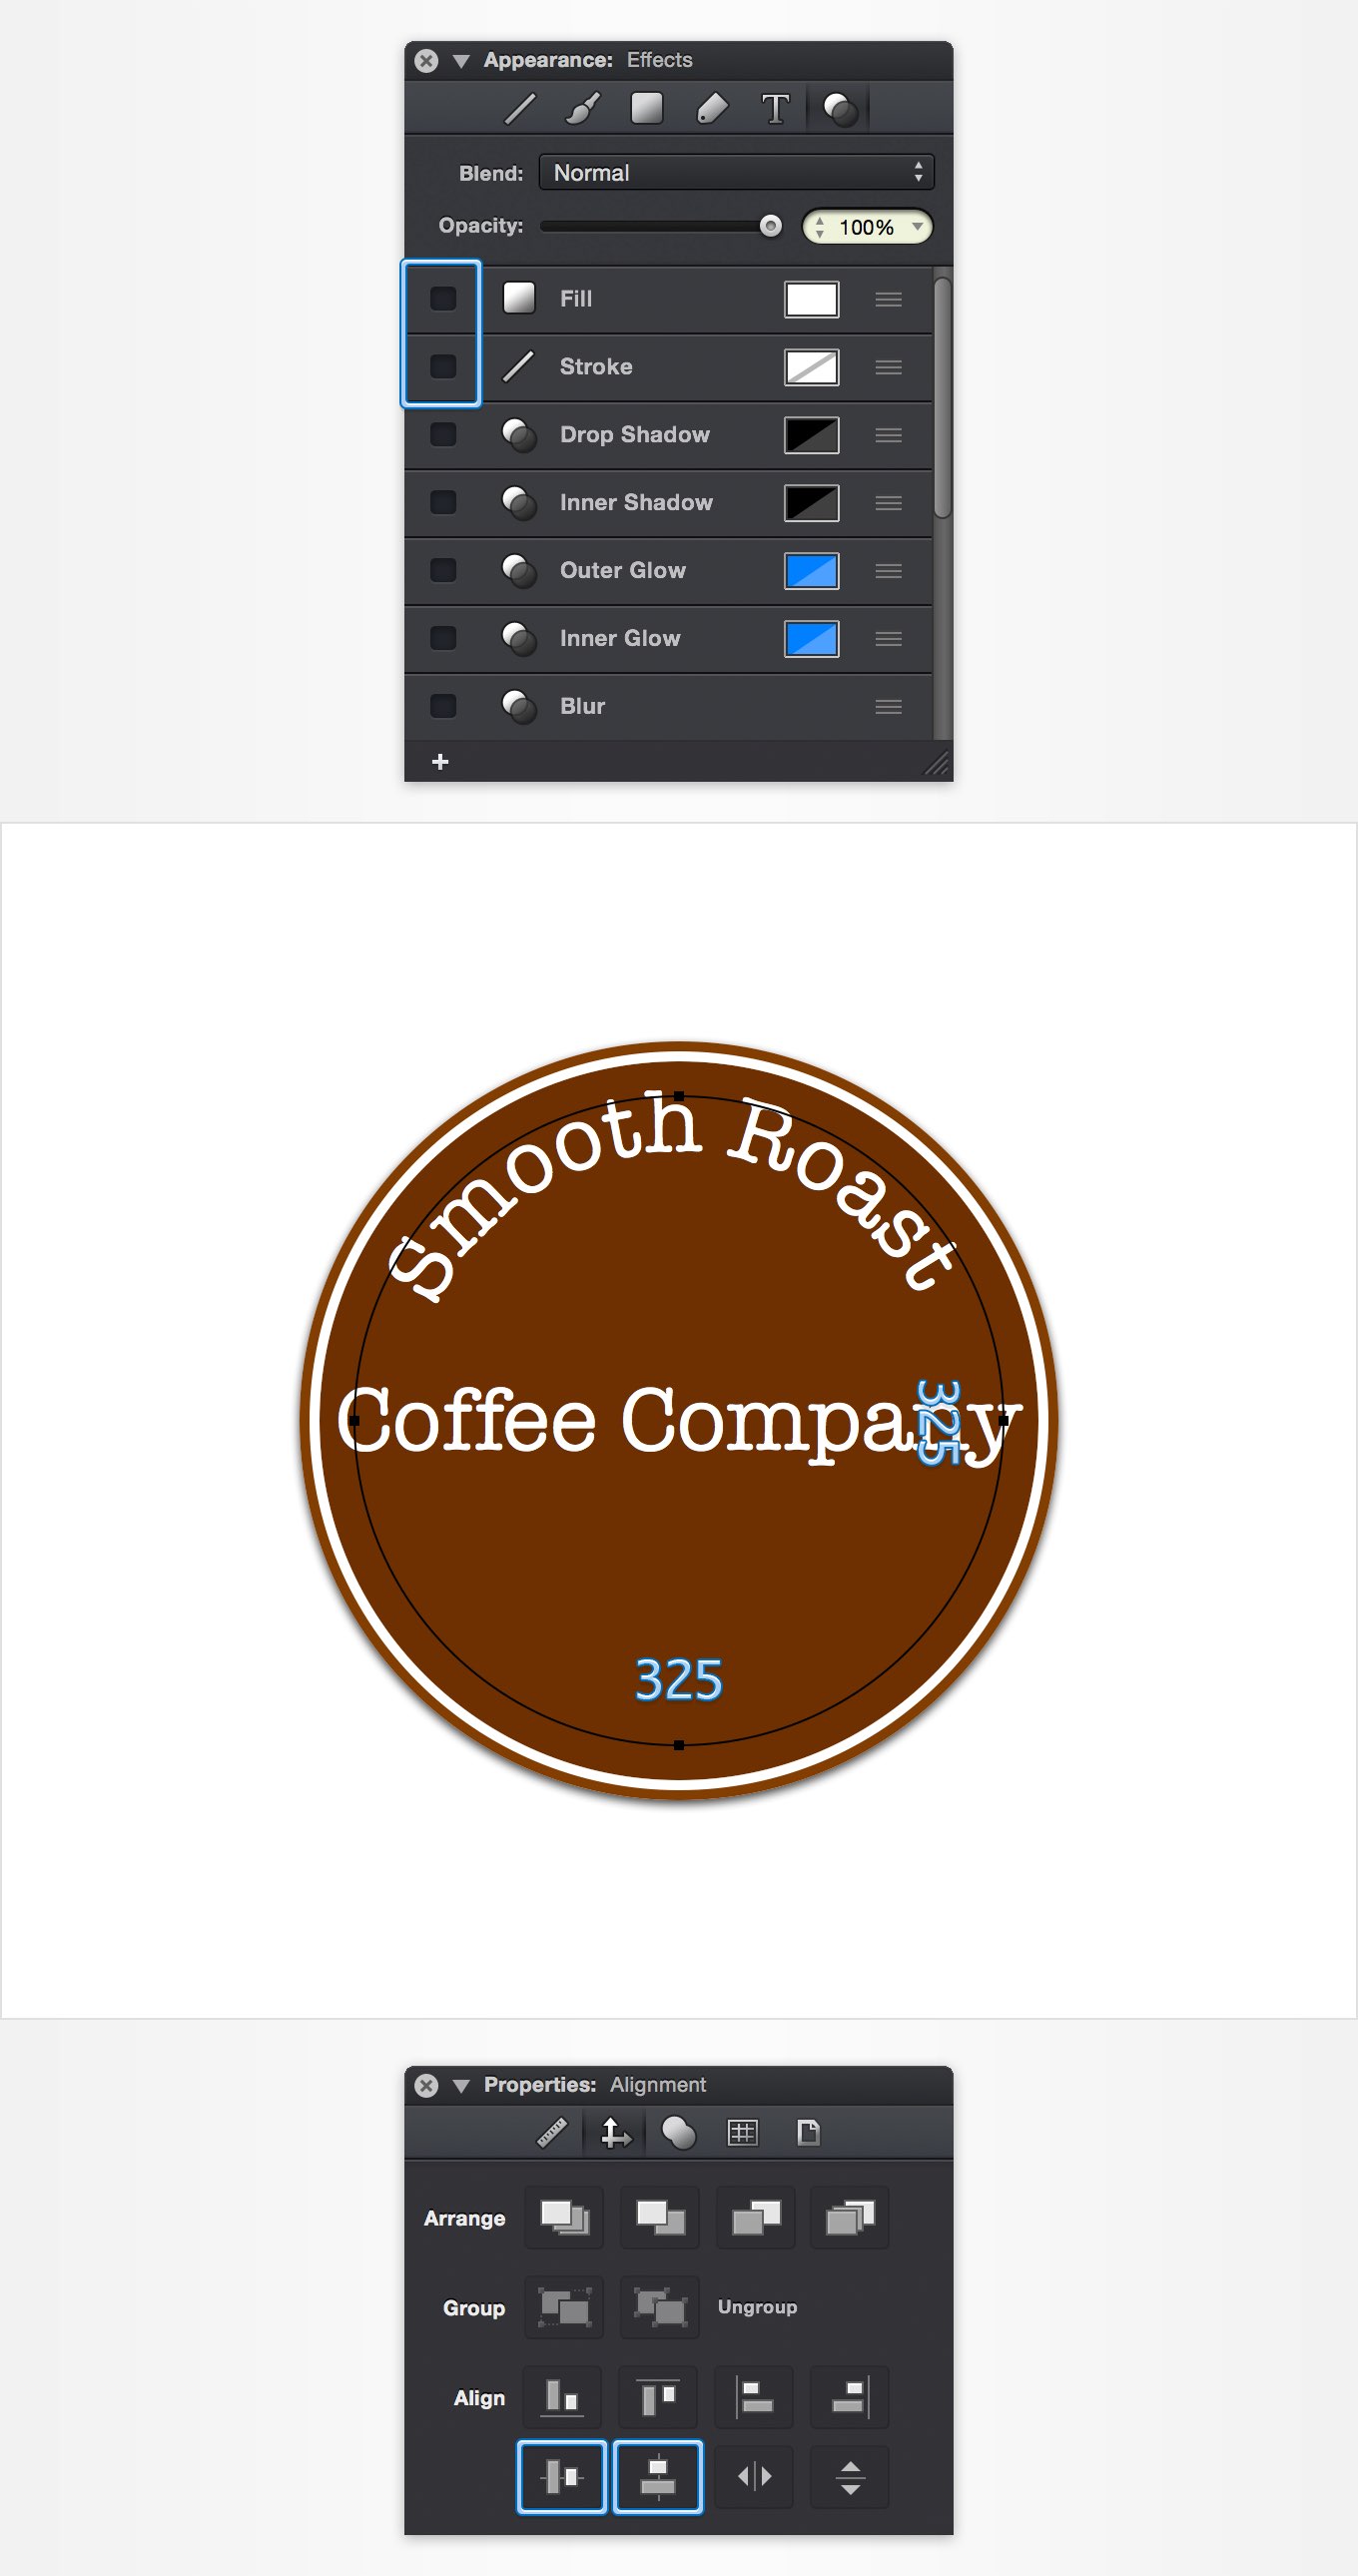 Appearance: Effects
T
Blend: Normal
Opacity: 100%
Fill
Stroke
Drop Shadow
Inner Shadow
Outer Glow
Inner Glow
Blur
+
Smooth Roast
Coffee Company
325
325
Properties: Alignment
Arrange
Group Ungroup
Align